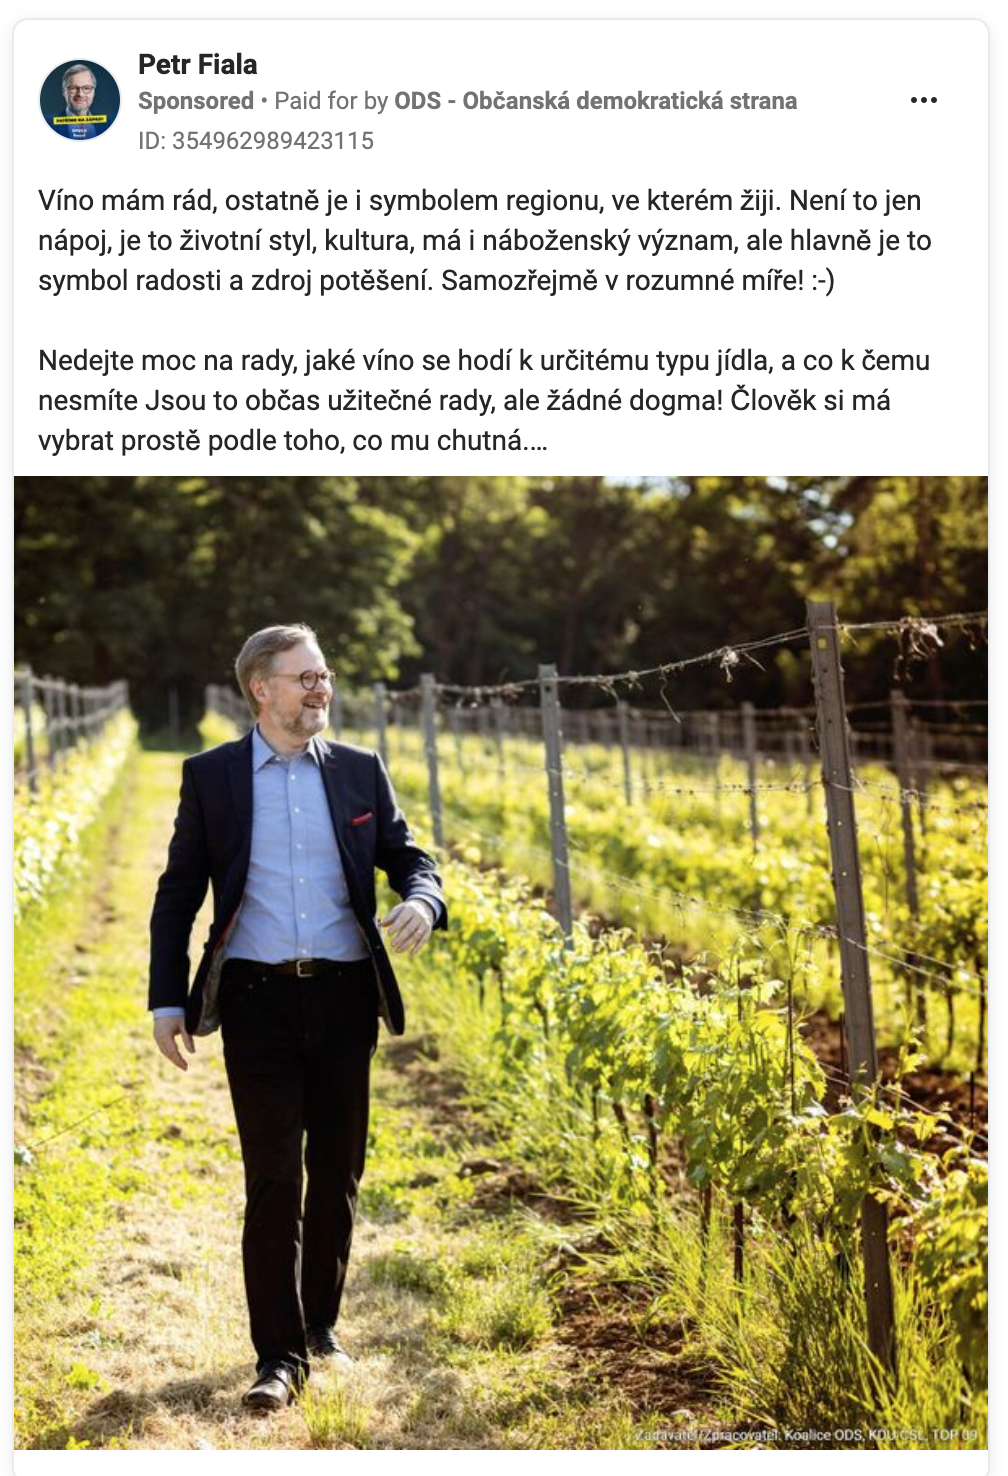 Petr Fiala
Sponsored • Paid for by ODS - Občanská demokratická strana
ID: 354962989423115
Víno mám rád, ostatně je i symbolem regionu, ve kterém žiji. Není to jen
nápoj, je to životní styl, kultura, má i náboženský význam, ale hlavně je to
symbol radosti a zdroj potěšení. Samozřejmě v rozumné míře! :-)
Nedejte moc na rady, jaké víno se hodí k určitému typu jídla, a co k čemu
nesmíte Jsou to občas užitečné rady, ale žádné dogma! Člověk si má
vybrat prostě podle toho, co mu chutná.…
Zadavatel/Zpracovatel: Koalice ODS, KDU-ČSL, TOP 09